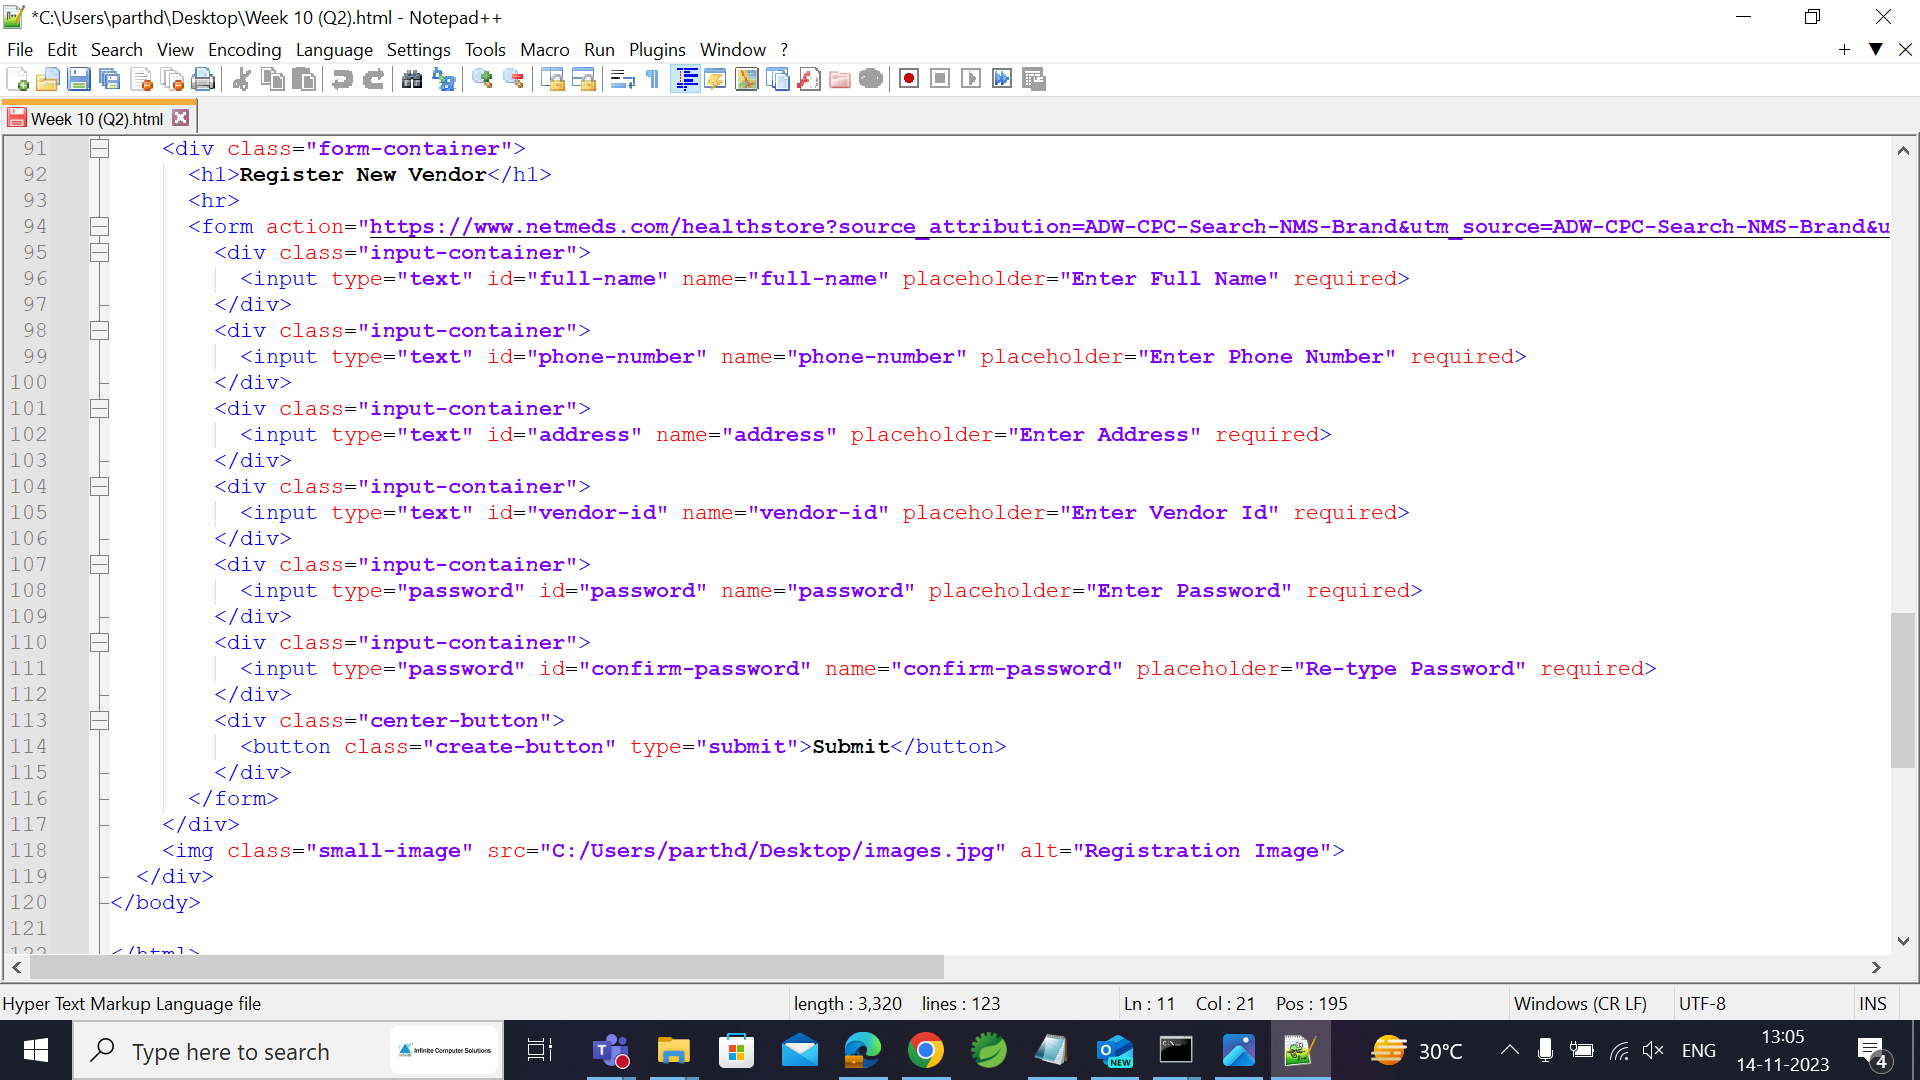 *C:\Users\parthd\Desktop\Week 10 (Q2).html - Notepad++
File Edit Search View Encoding Language Settings Tools Macro Run Plugins Window ?
Week 10 (Q2).html
91 <div class="form-container">
92 <h1>Register New Vendor</h1>
93 <hr>
94 <form action="https://www.netmeds.com/healthstore?source_attribution=ADW-CPC-Search-NMS-Brand&utm_source=ADW-CPC-Search-NMS-Brand&u
95 <div class="input-container">
96 <input type="text" id="full-name" name="full-name" placeholder="Enter Full Name" required>
97 </div>
98 <div class="input-container">
99 <input type="text" id="phone-number" name="phone-number" placeholder="Enter Phone Number" required>
100 </div>
101 <div class="input-container">
102 <input type="text" id="address" name="address" placeholder="Enter Address" required>
103 </div>
104 <div class="input-container">
105 <input type="text" id="vendor-id" name="vendor-id" placeholder="Enter Vendor Id" required>
106 </div>
107 <div class="input-container">
108 <input type="password" id="password" name="password" placeholder="Enter Password" required>
109 </div>
110 <div class="input-container">
111 <input type="password" id="confirm-password" name="confirm-password" placeholder="Re-type Password" required>
112 </div>
113 <div class="center-button">
114 <button class="create-button" type="submit">Submit</button>
115 </div>
116 </form>
117 </div>
118 <img class="small-image" src="C:/Users/parthd/Desktop/images.jpg" alt="Registration Image">
119 </div>
120 </body>
121
122 </html>
Hyper Text Markup Language file length : 3,320 lines : 123 Ln : 11 Col : 21 Pos : 195 Windows (CR LF) UTF-8 INS
Type here to search Infinite Computer Solutions NEW 30°C ENG 13:05
14-11-2023 4